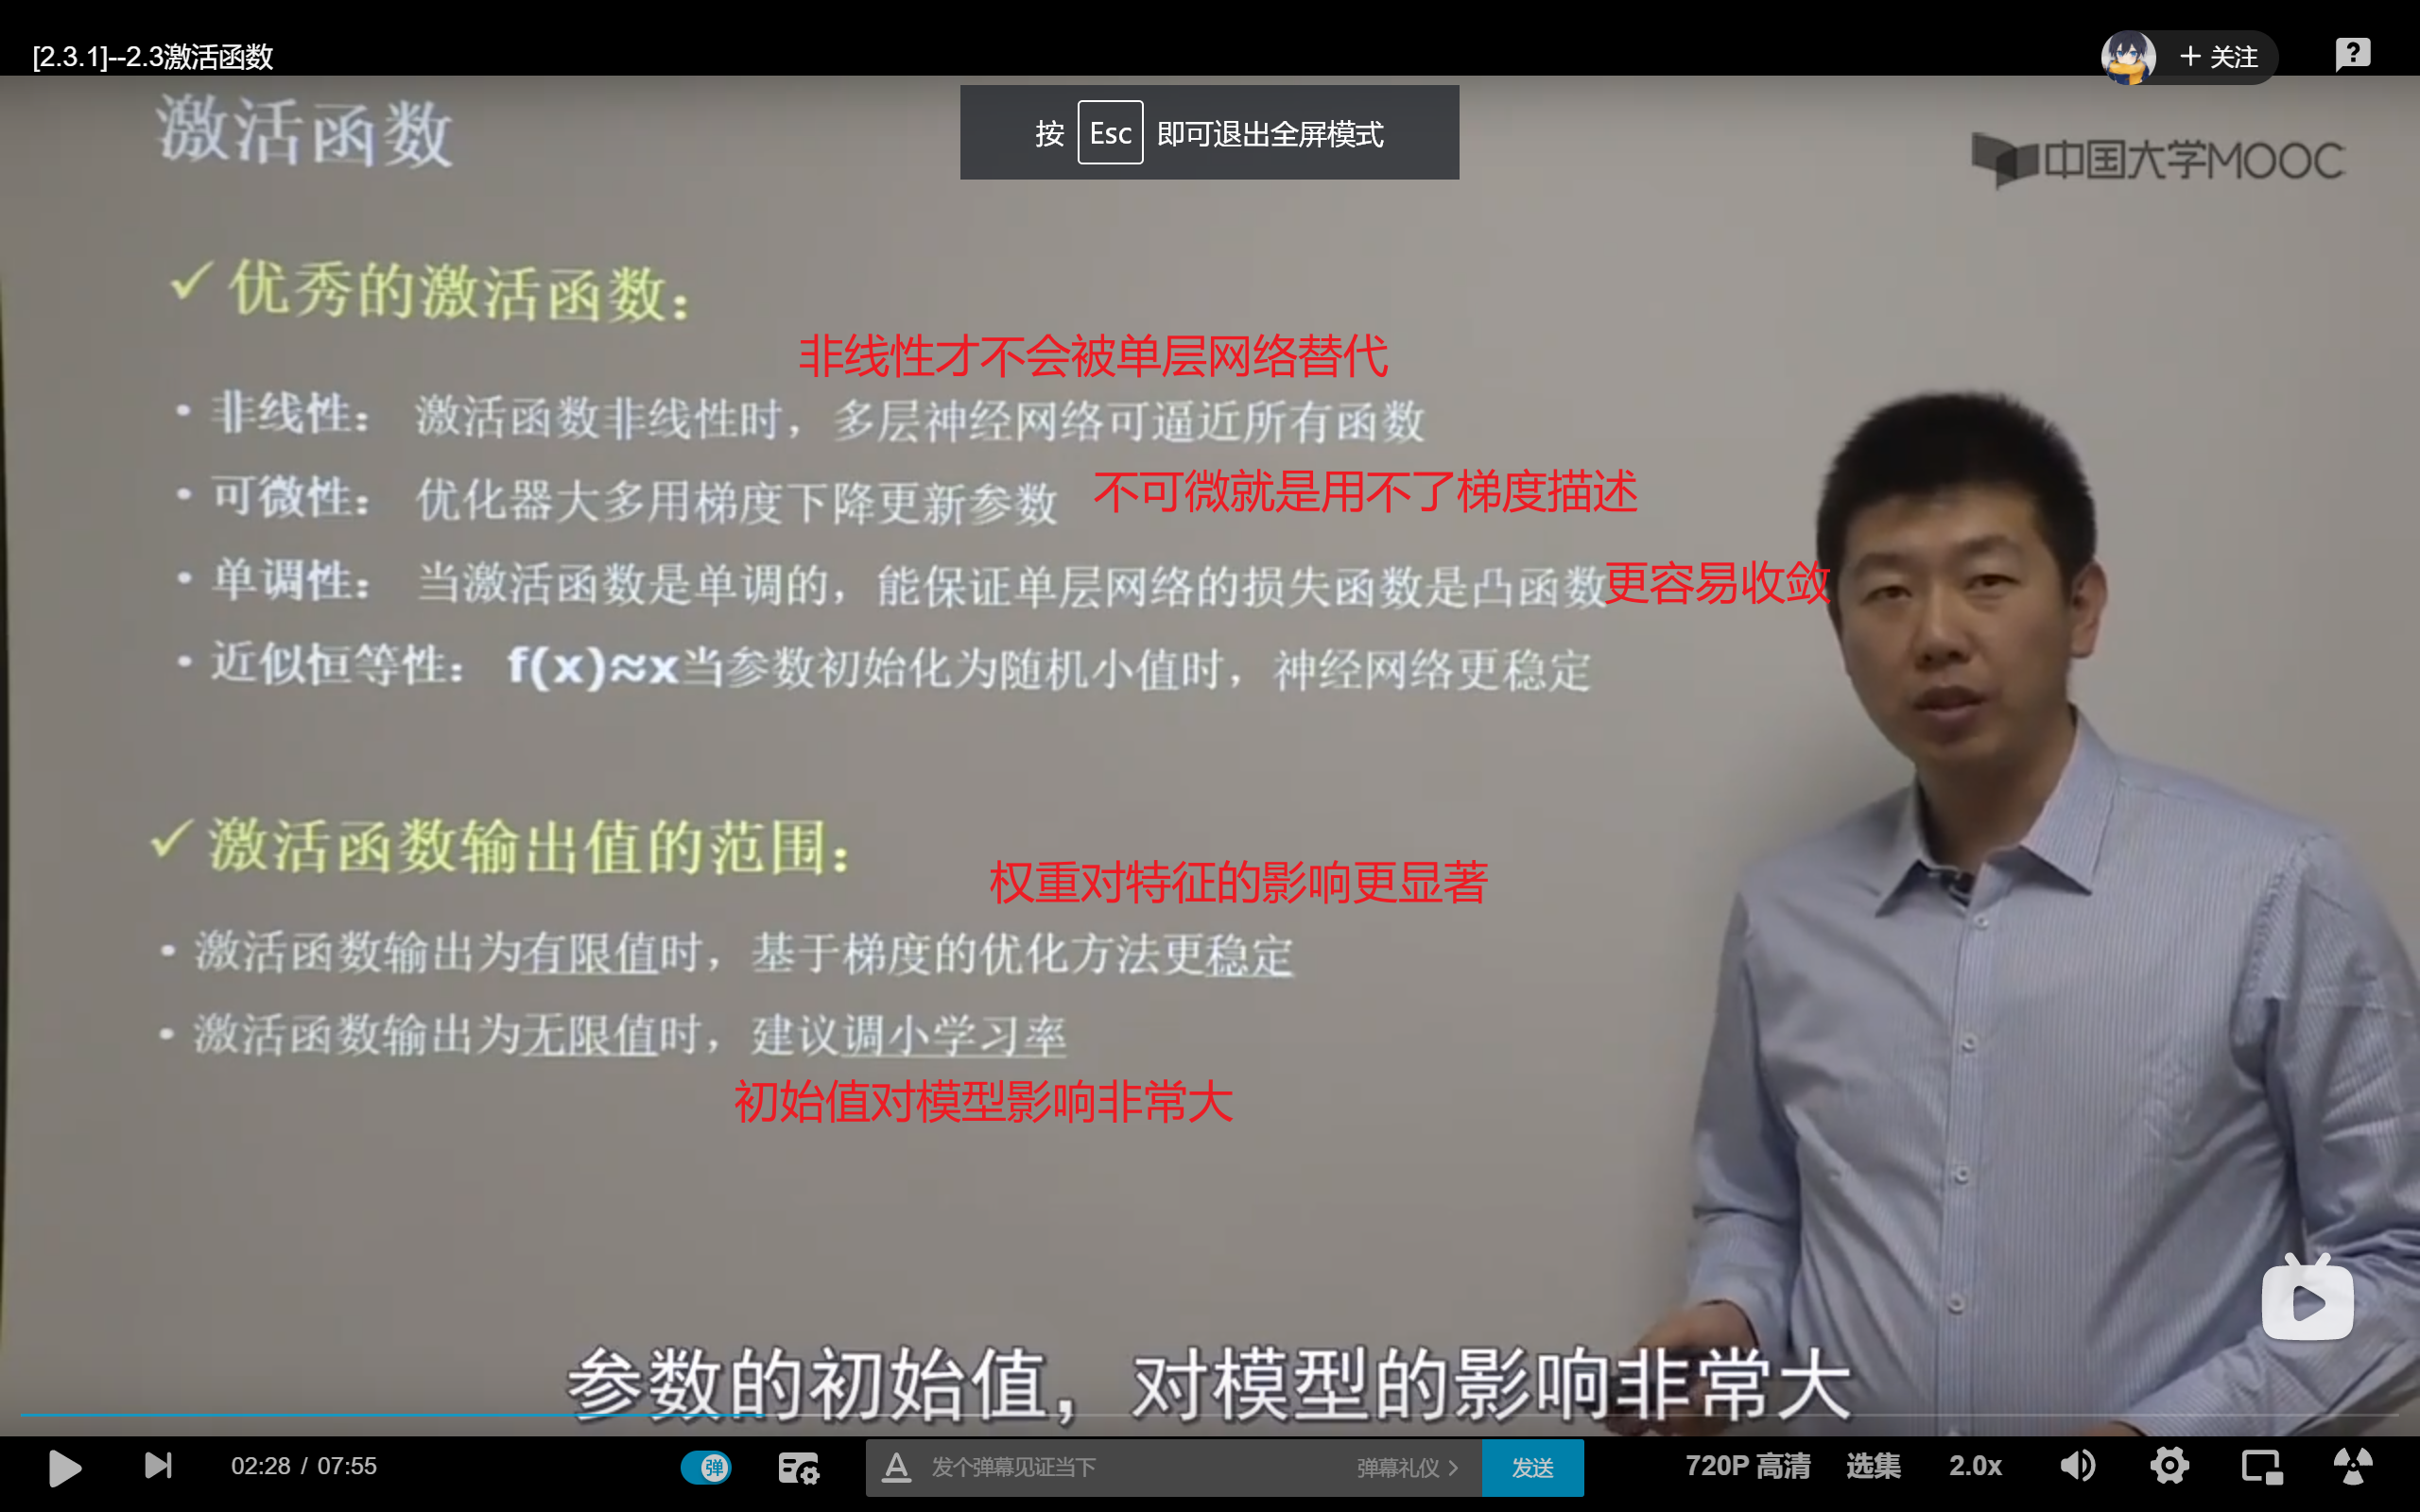 [2.3.1]--2.3激活函数
+ 关注
?
激活函数
按 Esc 即可退出全屏模式
中国大学MOOC
✓ 优秀的激活函数：
非线性才不会被单层网络替代
• 非线性： 激活函数非线性时，多层神经网络可逼近所有函数
不可微就是用不了梯度描述
• 可微性： 优化器大多用梯度下降更新参数
• 单调性： 当激活函数是单调的，能保证单层网络的损失函数是凸函数
更容易收敛
• 近似恒等性： f(x)≈x当参数初始化为随机小值时，神经网络更稳定
✓ 激活函数输出值的范围：
权重对特征的影响更显著
• 激活函数输出为有限值时，基于梯度的优化方法更稳定
• 激活函数输出为无限值时，建议调小学习率
初始值对模型影响非常大
参数的初始值，对模型的影响非常大
02:28 / 07:55
弹
A 发个弹幕见证当下
弹幕礼仪 >
发送
720P 高清
选集
2.0x